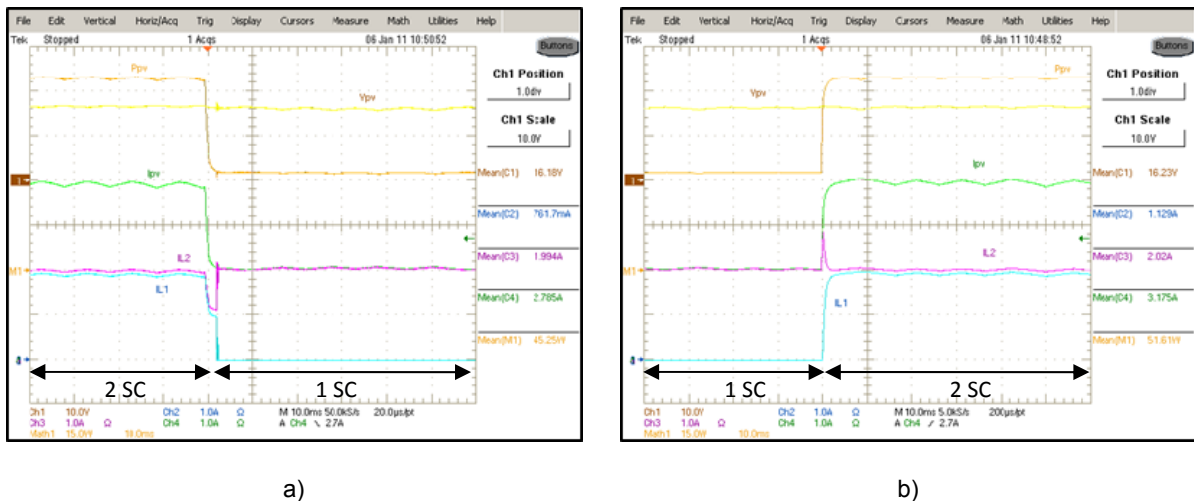 File Edit Vertical Horiz/Acq Trig Display Cursors Measure Math Utilities Help
Tek Stopped 1 Acqs 06 Jan 11 10:50:52 Buttons
Ppv
Vpv
Ch1 Position
1.0div
Ch1 Scale
10.0V
1
Mean(C1) 16.18V
Ipv
Mean(C2) 761.7mA
IL2
Mean(C3) 1.994A
M1
IL1
Mean(C4) 2.785A
Mean(M1) 45.25W
2 SC 1 SC
Ch1 10.0V Ch2 1.0A Ω M 10.0ms 50.0kS/s 20.0µs/pt
Ch3 1.0A Ω Ch4 1.0A Ω A Ch4 \ 2.7A
Math1 15.0W 10.0ms
a)
File Edit Vertical Horiz/Acq Trig Display Cursors Measure Math Utilities Help
Tek Stopped 1 Acqs 06 Jan 11 10:48:52 Buttons
Ppv
Vpv
Ch1 Position
1.0div
Ch1 Scale
10.0V
1
Mean(C1) 16.23V
Ipv
Mean(C2) 1.129A
IL2
Mean(C3) 2.02A
M1
IL1
Mean(C4) 3.175A
Mean(M1) 51.61W
1 SC 2 SC
Ch1 10.0V Ch2 1.0A Ω M 10.0ms 5.0kS/s 200µs/pt
Ch3 1.0A Ω Ch4 1.0A Ω A Ch4 / 2.7A
Math1 15.0W 10.0ms
b)